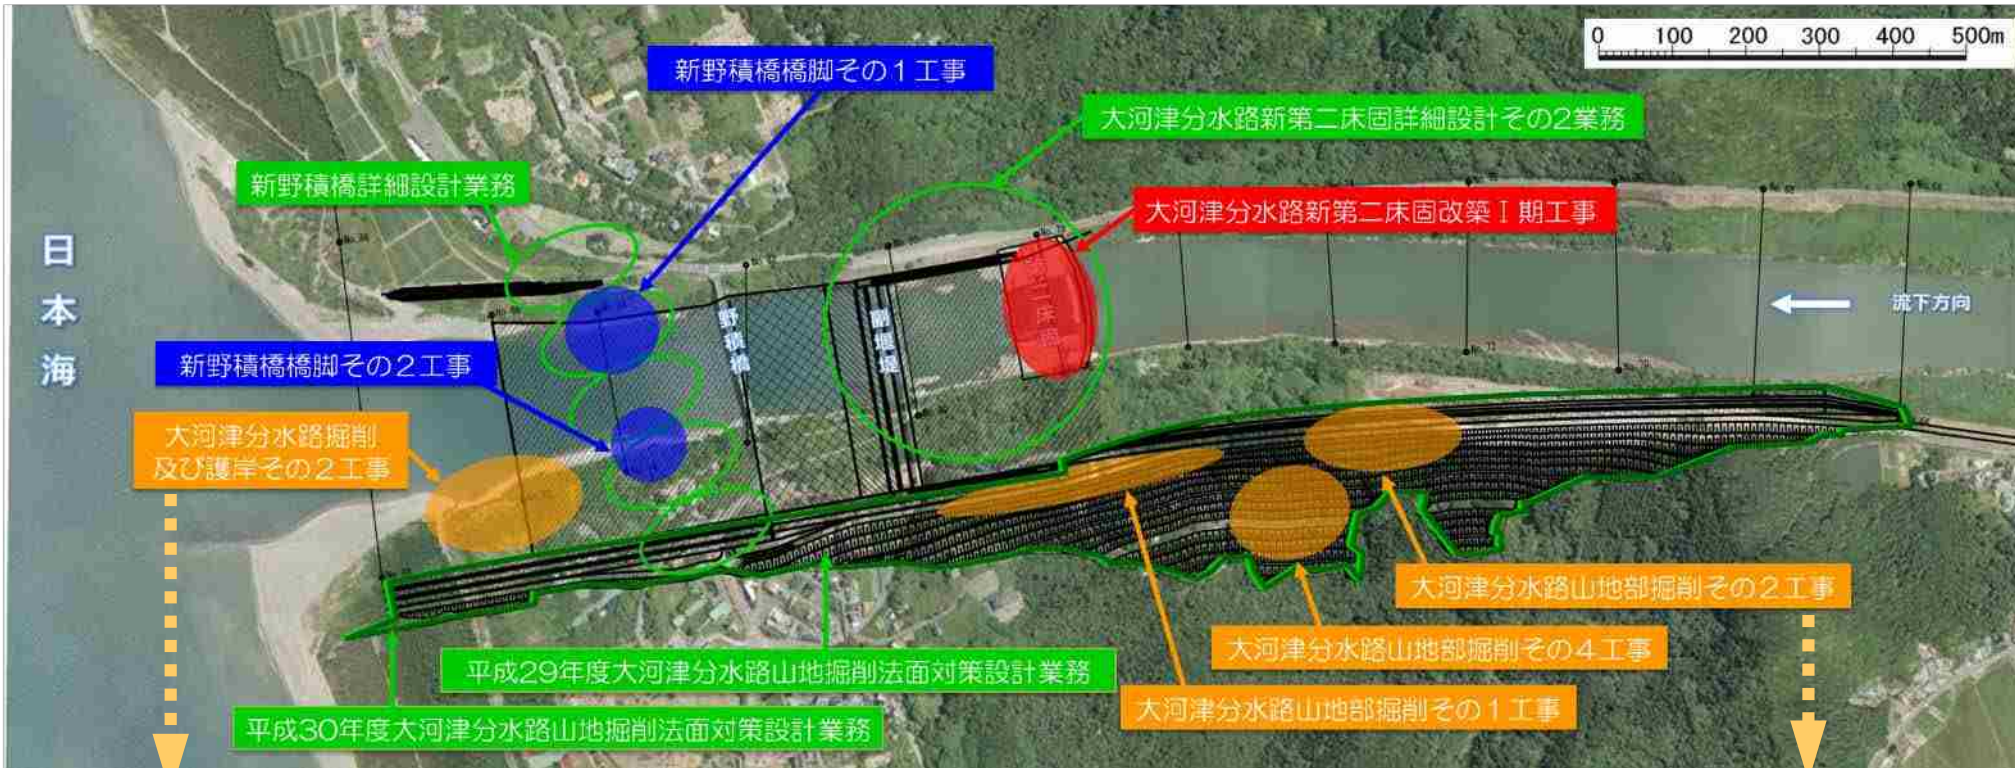 0 100 200 300 400 500m
新野積橋橋脚その1工事
大河津分水路新第二床固詳細設計その2業務
新野積橋詳細設計業務
大河津分水路新第二床固改築Ⅰ期工事
日本海
野積橋
副堰堤
流下方向
新野積橋橋脚その2工事
大河津分水路掘削
及び護岸その2工事
大河津分水路山地部掘削その2工事
大河津分水路山地部掘削その4工事
平成29年度大河津分水路山地掘削法面対策設計業務
大河津分水路山地部掘削その1工事
平成30年度大河津分水路山地掘削法面対策設計業務